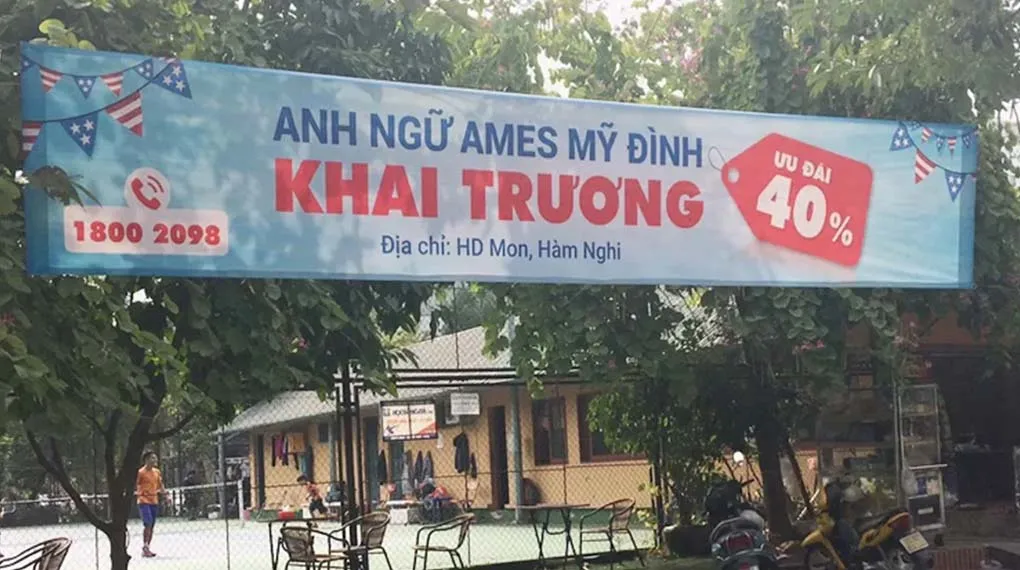 ANH NGỮ AMES MỸ ĐÌNH
KHAI TRƯƠNG
Địa chỉ: HD Mon, Hàm Nghi
1800 2098
ƯU ĐÃI
40%